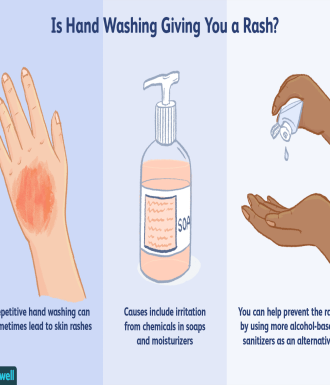 Is Hand Washing Giving You a Rash?
SOA
petitive hand washing can
metimes lead to skin rashes
Causes include irritation
from chemicals in soaps
and moisturizers
You can help prevent the ra
by using more alcohol-base
sanitizers as an alternativ
well